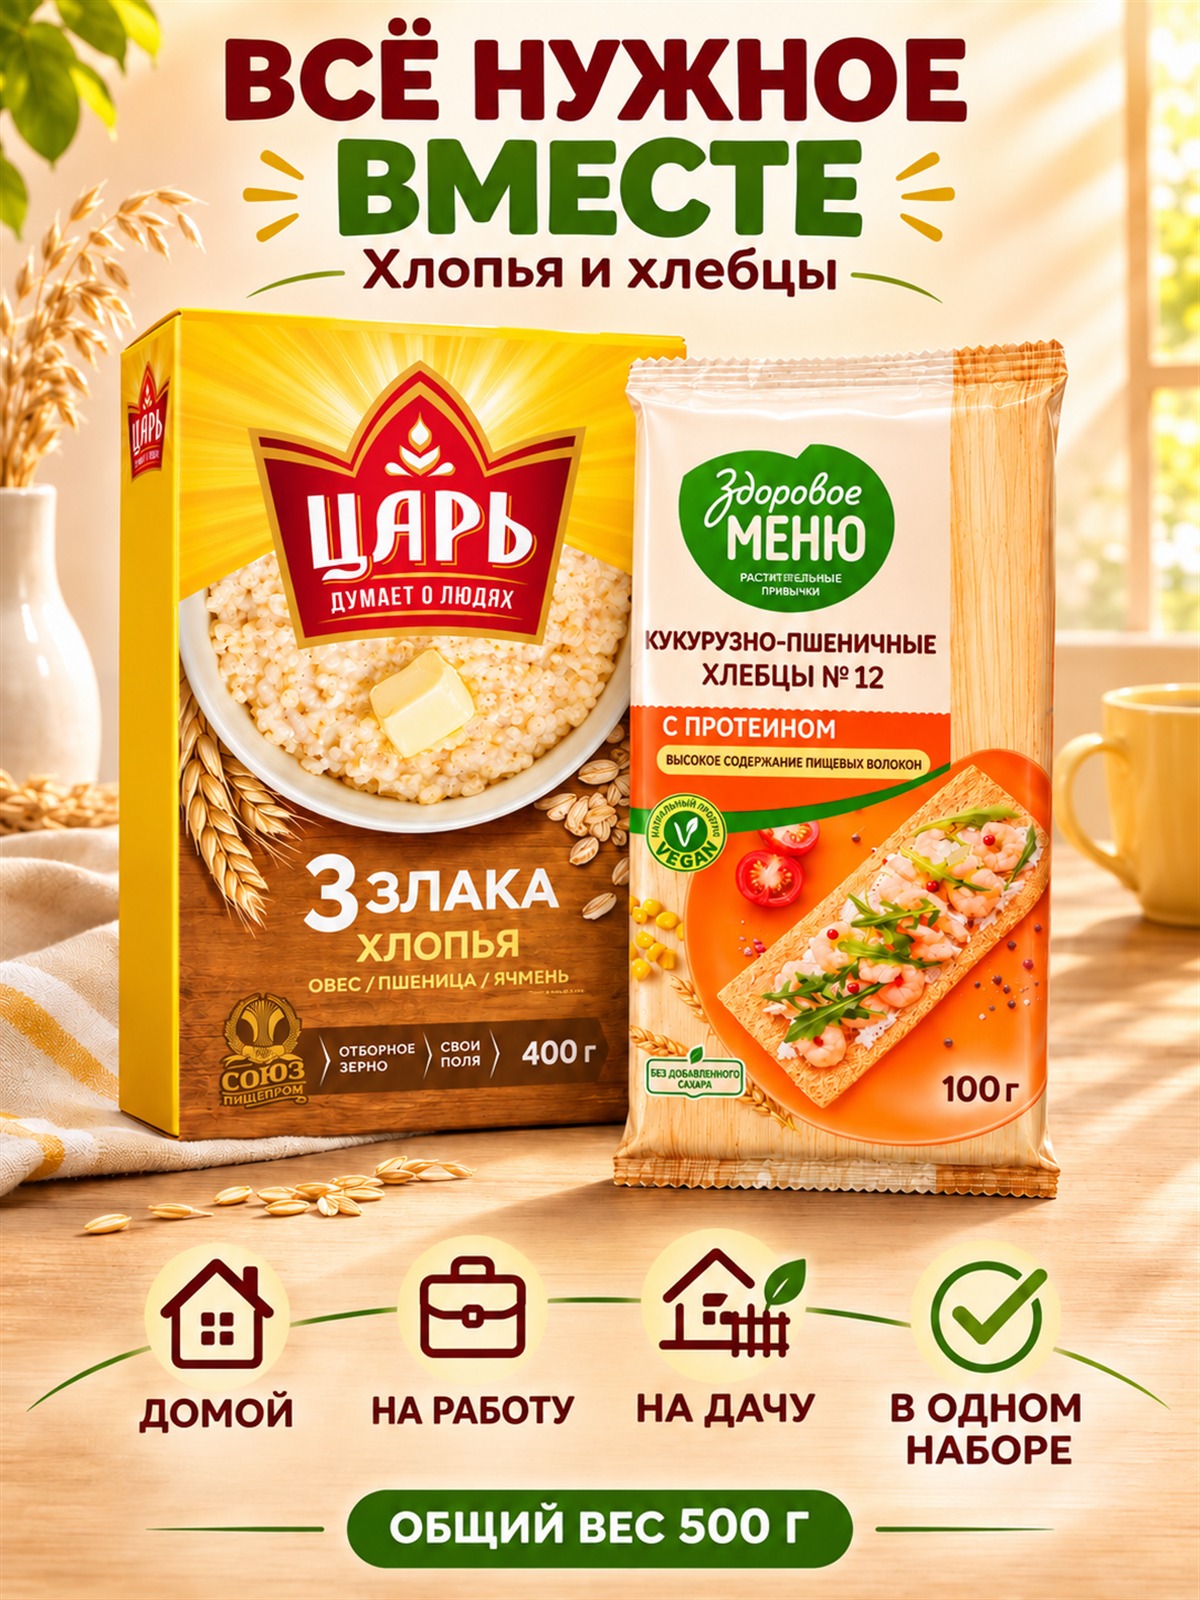 ВСЁ НУЖНОЕ
ВМЕСТЕ
Хлопья и хлебцы
ЦАРЬ
ЦАРЬ
ДУМАЕТ О ЛЮДЯХ
3 ЗЛАКА
ХЛОПЬЯ
ОВЕС / ПШЕНИЦА / ЯЧМЕНЬ
СОЮЗ
ПИЩЕПРОМ
ОТБОРНОЕ
ЗЕРНО
СВОИ
ПОЛЯ
400 г
Здоровое
МЕНЮ
РАСТИТЕЛЬНЫЕ
ПРИВЫЧКИ
КУКУРУЗНО-ПШЕНИЧНЫЕ
ХЛЕБЦЫ № 12
С ПРОТЕИНОМ
ВЫСОКОЕ СОДЕРЖАНИЕ ПИЩЕВЫХ ВОЛОКОН
VEGAN
БЕЗ ДОБАВЛЕННОГО
САХАРА
100 г
ДОМОЙ
НА РАБОТУ
НА ДАЧУ
В ОДНОМ
НАБОРЕ
ОБЩИЙ ВЕС 500 Г